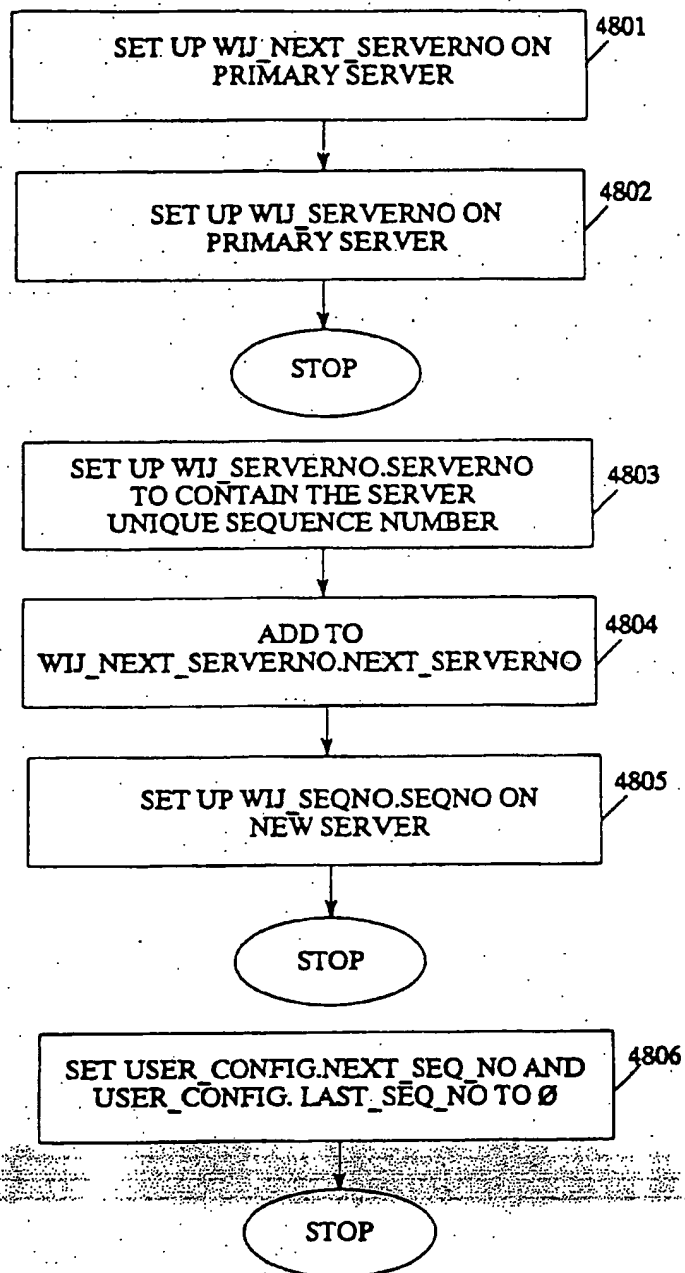 SET UP WIJ_NEXT_SERVERNO ON
PRIMARY SERVER
4801
SET UP WIJ_SERVERNO ON
PRIMARY SERVER
4802
STOP
SET UP WIJ_SERVERNO.SERVERNO
TO CONTAIN THE SERVER
UNIQUE SEQUENCE NUMBER
4803
ADD TO
WIJ_NEXT_SERVERNO.NEXT_SERVERNO
4804
SET UP WIJ_SEQNO.SEQNO ON
NEW SERVER
4805
STOP
SET USER_CONFIG.NEXT_SEQ_NO AND
USER_CONFIG. LAST_SEQ_NO TO Ø
4806
STOP